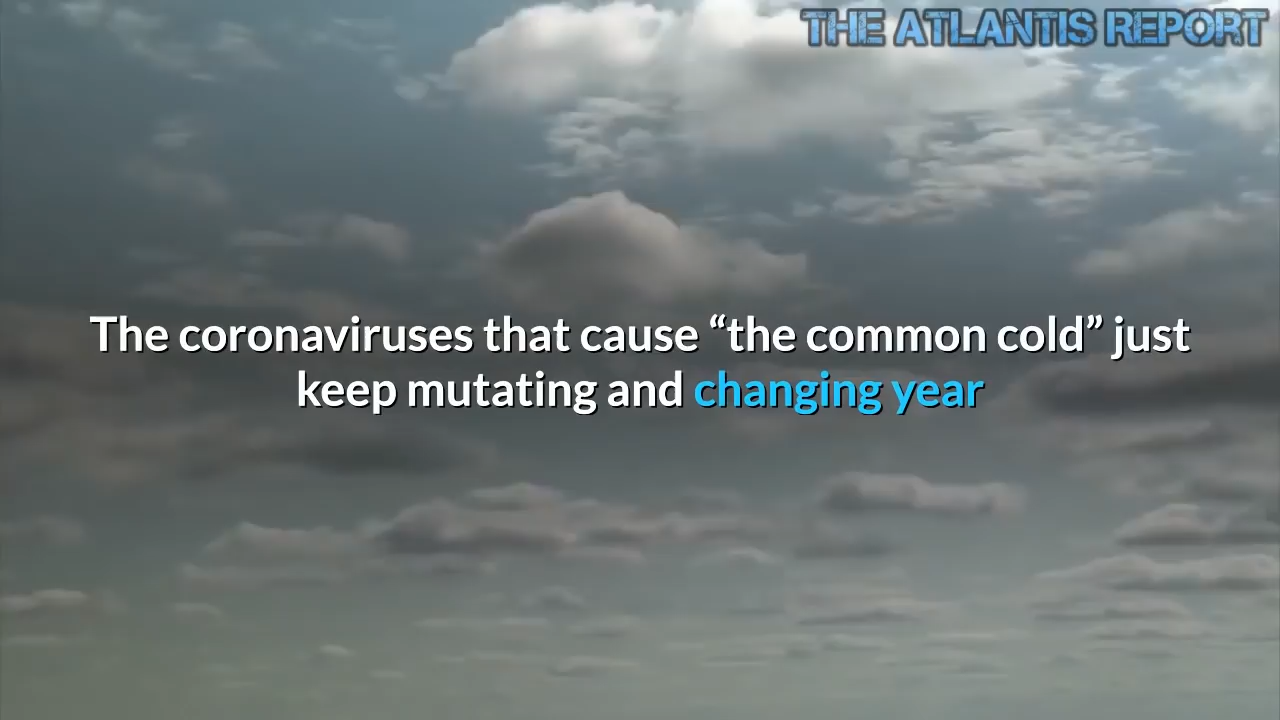 THE ATLANTIS REPORT
The coronaviruses that cause “the common cold” just
keep mutating and changing year